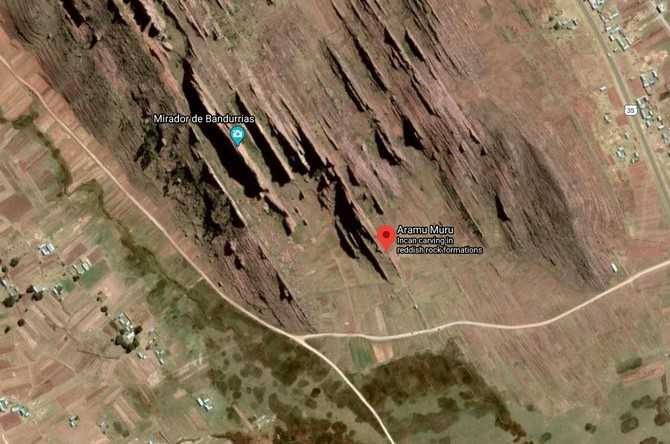 Mirador de Bandurrias
35
Aramu Muru
Incan carving in
reddish rock formations